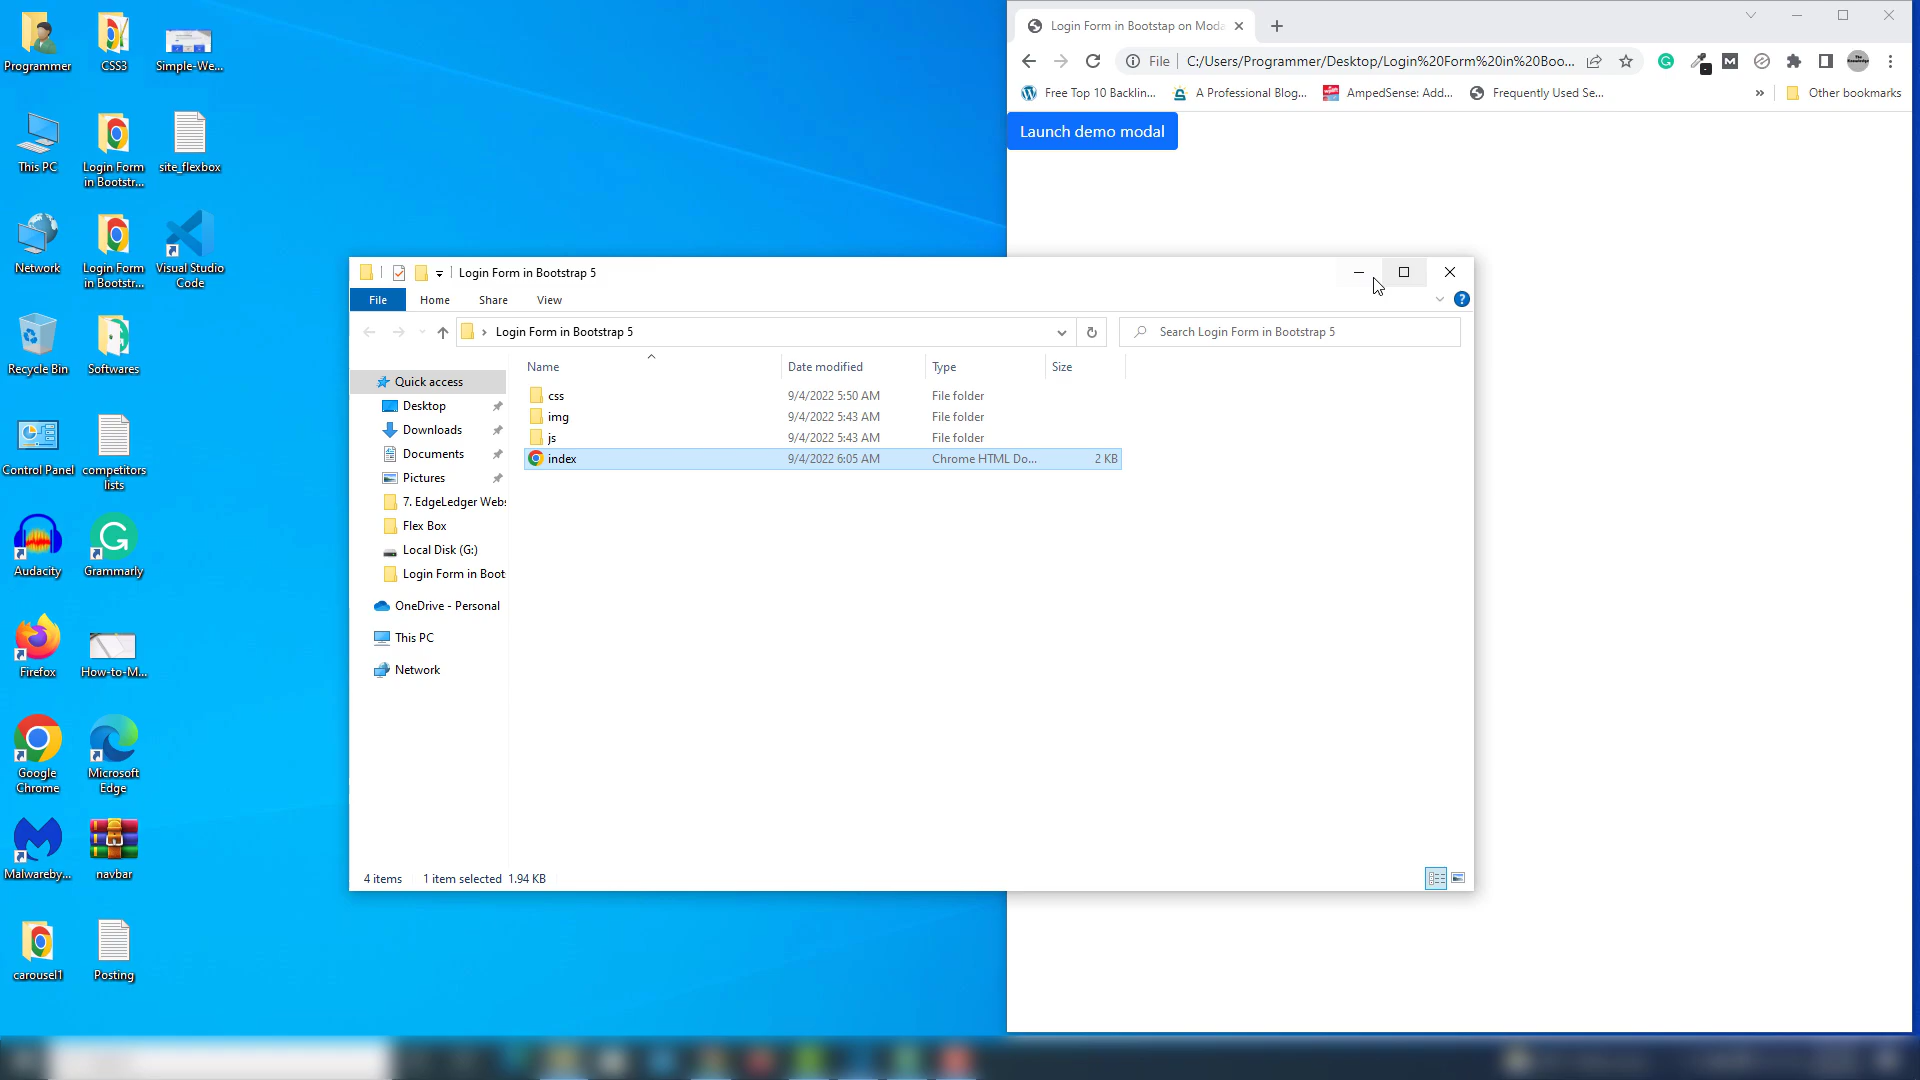 Programmer
CSS3
Simple-We...
This PC
Login Form
in Bootstr...
site_flexbox
Network
Login Form
in Bootstr...
Visual Studio
Code
Recycle Bin
Softwares
Control Panel
competitors
lists
Audacity
Grammarly
Firefox
How-to-M...
Google
Chrome
Microsoft
Edge
Malwareby...
navbar
carousel1
Posting
Login Form in Bootstap on Moda
File
C:/Users/Programmer/Desktop/Login%20Form%20in%20Boo...
Free Top 10 Backlin...
A Professional Blog...
AmpedSense: Add...
Frequently Used Se...
»
Other bookmarks
Launch demo modal
Login Form in Bootstrap 5
File
Home
Share
View
Login Form in Bootstrap 5
Search Login Form in Bootstrap 5
Name
Date modified
Type
Size
css
9/4/2022 5:50 AM
File folder
img
9/4/2022 5:43 AM
File folder
js
9/4/2022 5:43 AM
File folder
index
9/4/2022 6:05 AM
Chrome HTML Do...
2 KB
Quick access
Desktop
Downloads
Documents
Pictures
7. EdgeLedger Webs
Flex Box
Local Disk (G:)
Login Form in Boot
OneDrive - Personal
This PC
Network
4 items
1 item selected 1.94 KB